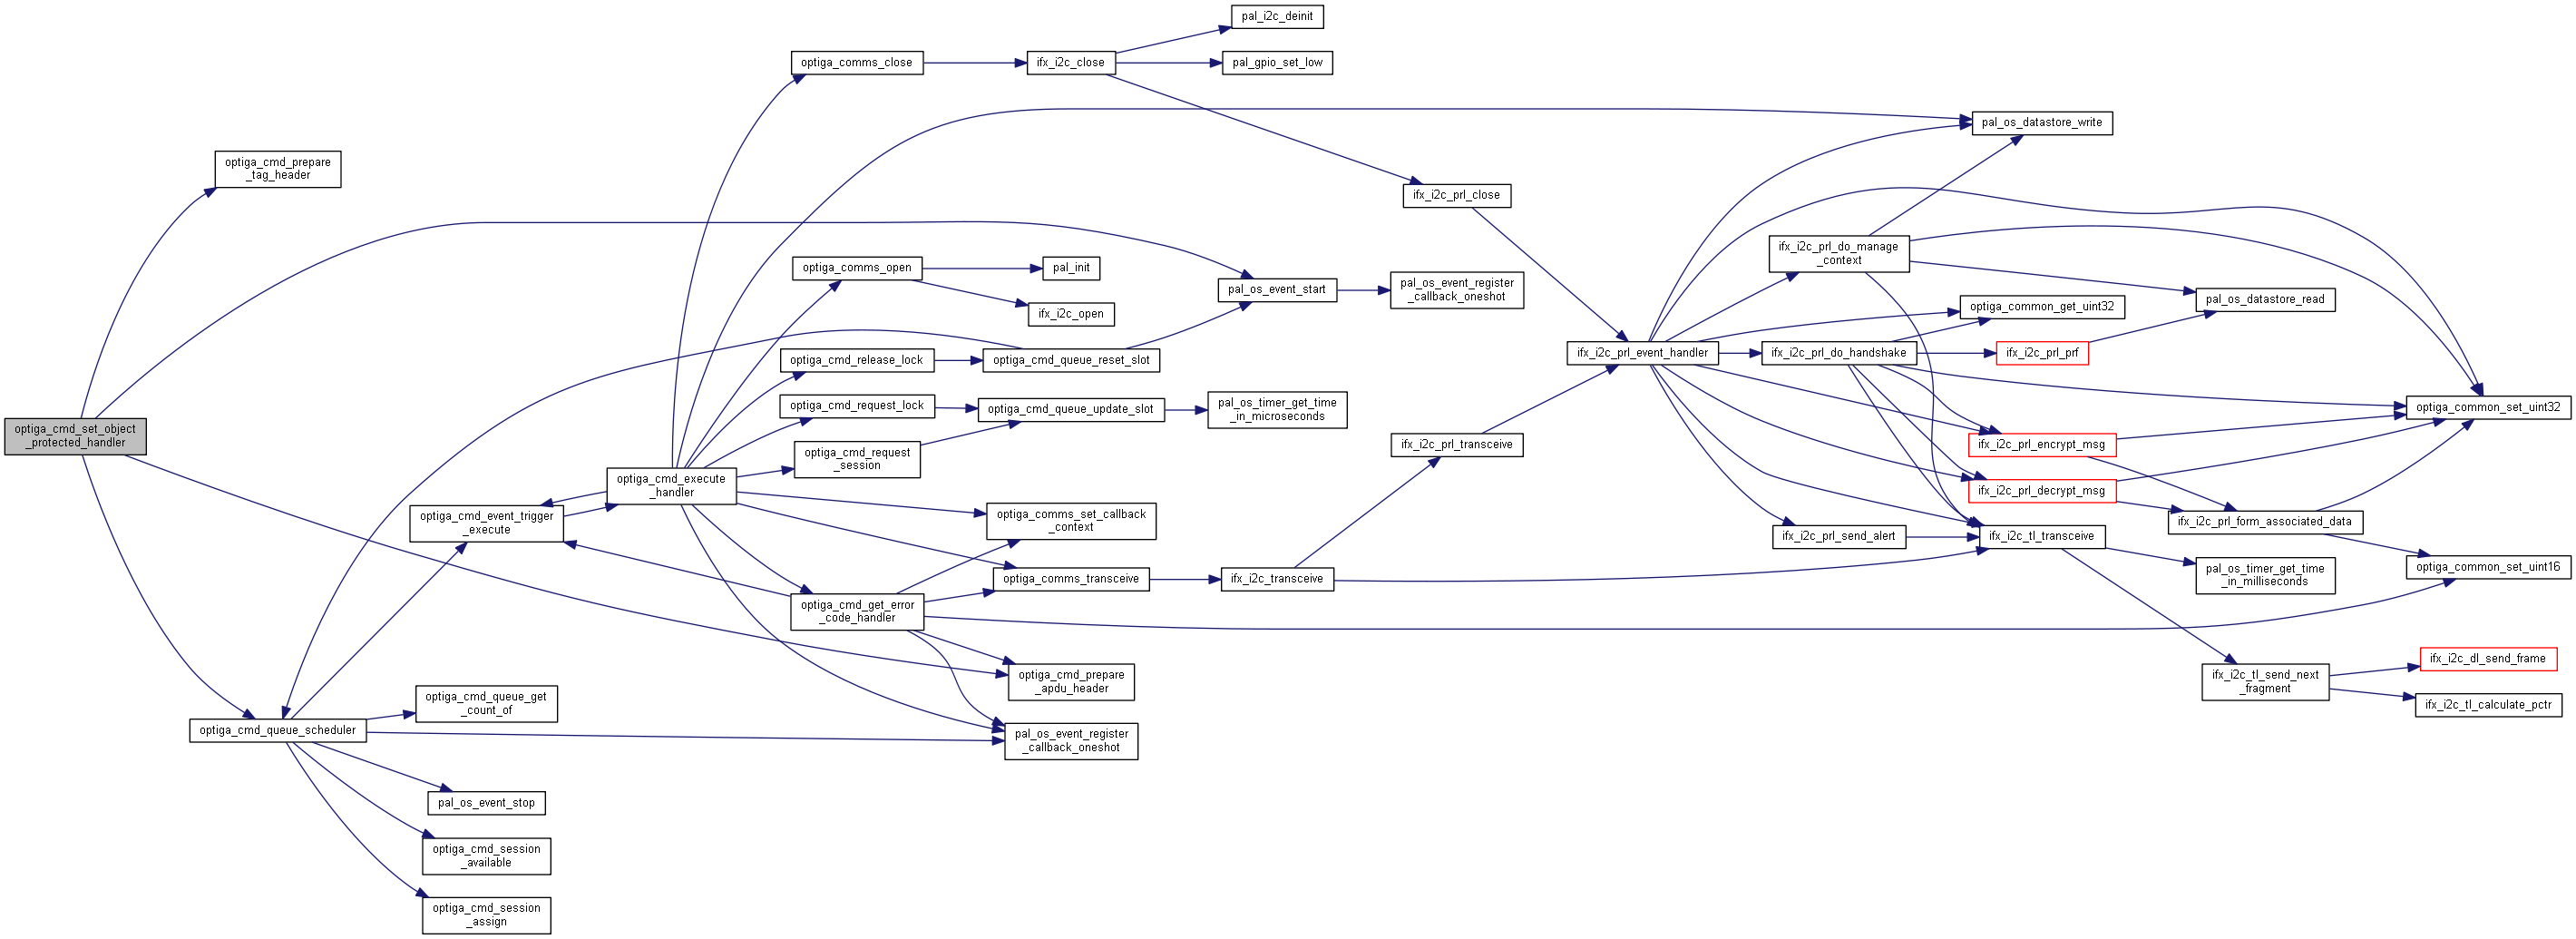 optiga_cmd_set_object
_protected_handler
optiga_cmd_prepare
_tag_header
optiga_cmd_queue_scheduler
optiga_cmd_event_trigger
_execute
optiga_cmd_queue_get
_count_of
pal_os_event_stop
optiga_cmd_session
_available
optiga_cmd_session
_assign
optiga_cmd_execute
_handler
optiga_comms_close
optiga_comms_open
optiga_cmd_release_lock
optiga_cmd_request_lock
optiga_cmd_request
_session
optiga_cmd_get_error
_code_handler
ifx_i2c_close
pal_init
ifx_i2c_open
optiga_cmd_queue_reset_slot
optiga_cmd_queue_update_slot
optiga_comms_set_callback
_context
optiga_comms_transceive
optiga_cmd_prepare
_apdu_header
pal_os_event_register
_callback_oneshot
pal_i2c_deinit
pal_gpio_set_low
pal_os_event_start
pal_os_timer_get_time
_in_microseconds
ifx_i2c_transceive
ifx_i2c_prl_close
pal_os_event_register
_callback_oneshot
ifx_i2c_prl_transceive
ifx_i2c_prl_event_handler
ifx_i2c_prl_do_manage
_context
ifx_i2c_prl_do_handshake
ifx_i2c_prl_send_alert
pal_os_datastore_write
optiga_common_get_uint32
ifx_i2c_prl_prf
ifx_i2c_prl_encrypt_msg
ifx_i2c_prl_decrypt_msg
ifx_i2c_tl_transceive
pal_os_datastore_read
ifx_i2c_prl_form_associated_data
pal_os_timer_get_time
_in_milliseconds
ifx_i2c_tl_send_next
_fragment
optiga_common_set_uint32
optiga_common_set_uint16
ifx_i2c_dl_send_frame
ifx_i2c_tl_calculate_pctr